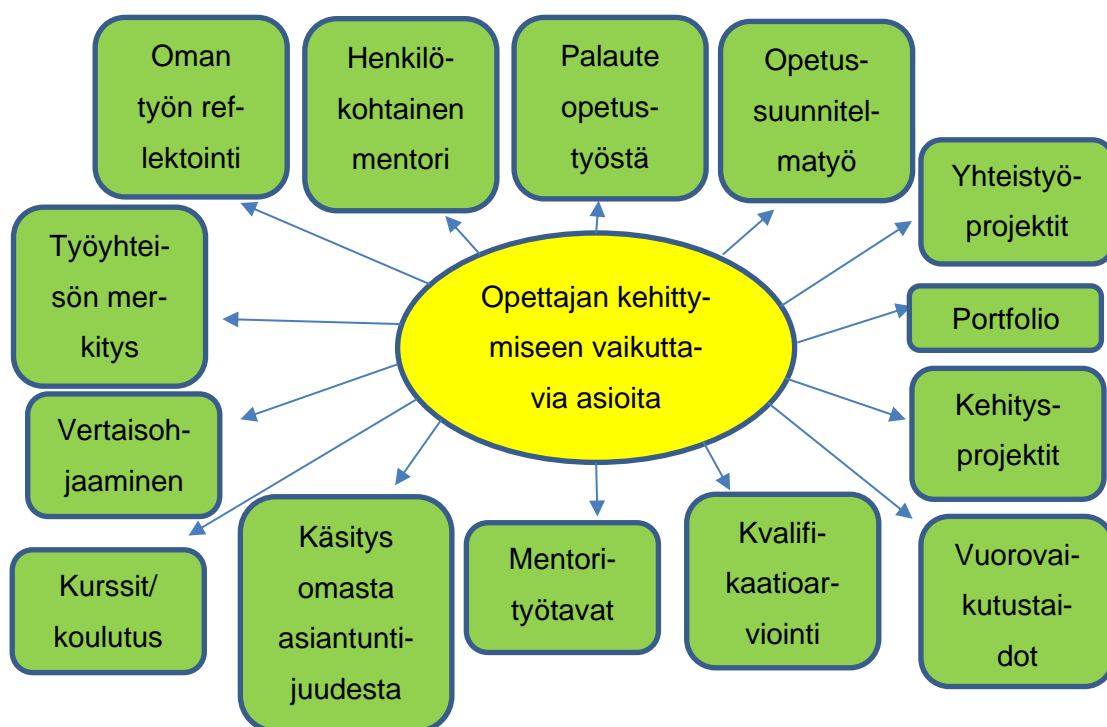 Oman
työn ref-
lektointi
Henkilö-
kohtainen
mentori
Palaute
opetus-
työstä
Opetus-
suunnitel-
matyö
Yhteistyö-
projektit
Työyhtei-
sön mer-
kitys
Opettajan kehitty-
miseen vaikutta-
via asioita
Portfolio
Kehitys-
projektit
Vertaisoh-
jaaminen
Kurssit/
koulutus
Käsitys
omasta
asiantunti-
juudesta
Mentori-
työtavat
Kvalifi-
kaatioar-
viointi
Vuorovai-
kutustai-
dot